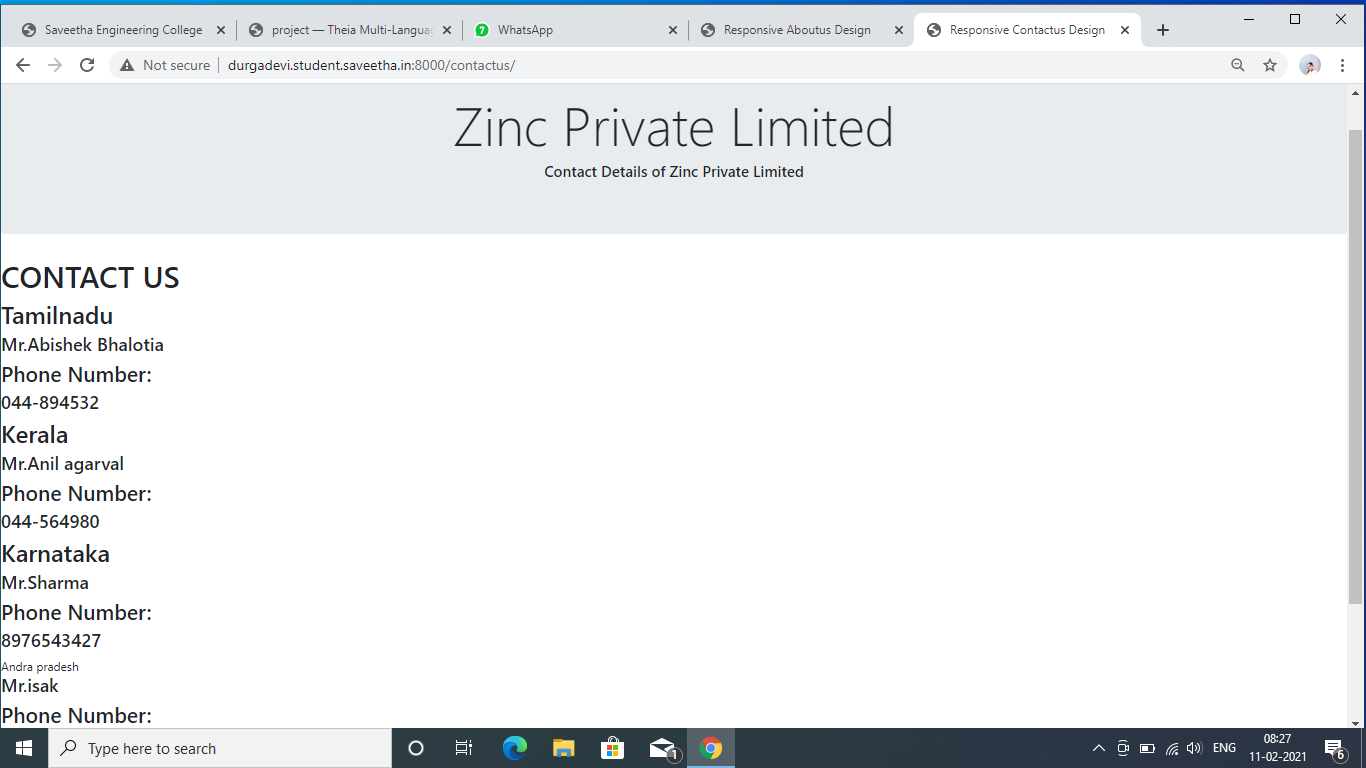 Saveetha Engineering College
project — Theia Multi-Languag
WhatsApp
Responsive Aboutus Design
Responsive Contactus Design
Not secure
durgadevi.student.saveetha.in:8000/contactus/
Zinc Private Limited
Contact Details of Zinc Private Limited
CONTACT US
Tamilnadu
Mr.Abishek Bhalotia
Phone Number:
044-894532
Kerala
Mr.Anil agarval
Phone Number:
044-564980
Karnataka
Mr.Sharma
Phone Number:
8976543427
Andra pradesh
Mr.isak
Phone Number:
Type here to search
1
ENG
08:27
11-02-2021
6